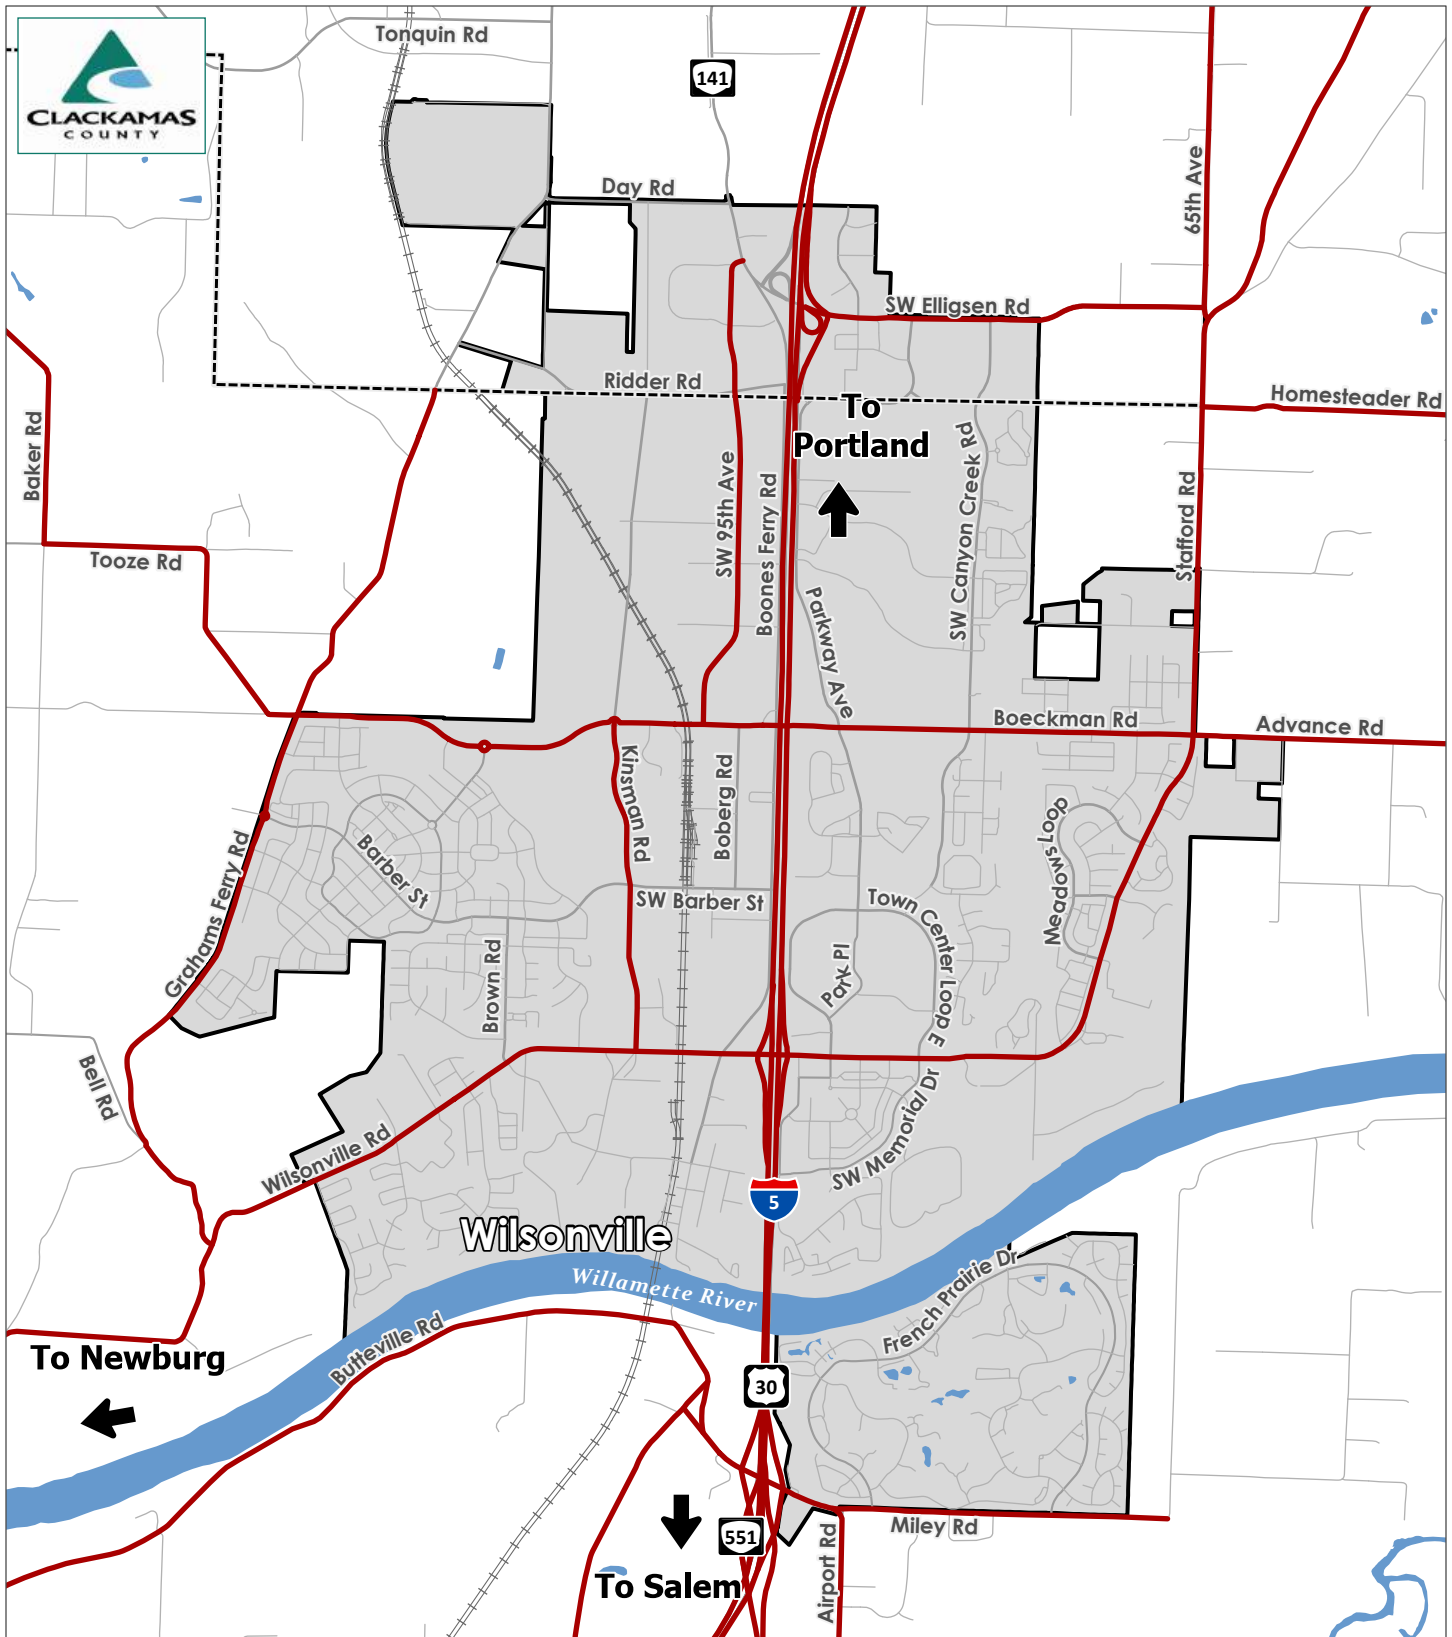 Tonquin Rd
141
CLACKAMAS
COUNTY
65th Ave
Day Rd
SW Elligsen Rd
Ridder Rd
Homesteader Rd
To
Portland
Baker Rd
SW 95th Ave
Boones Ferry Rd
SW Canyon Creek Rd
Stafford Rd
Tooze Rd
Parkway Ave
Boeckman Rd
Advance Rd
Kinsman Rd
Boberg Rd
Meadows Loop
Barber St
Grahams Ferry Rd
SW Barber St
Town Center Loop E
Park Pl
Brown Rd
Bell Rd
SW Memorial Dr
Wilsonville Rd
5
Wilsonville
Willamette River
French Prairie Dr
Butteville Rd
To Newburg
30
551
Miley Rd
Airport Rd
To Salem